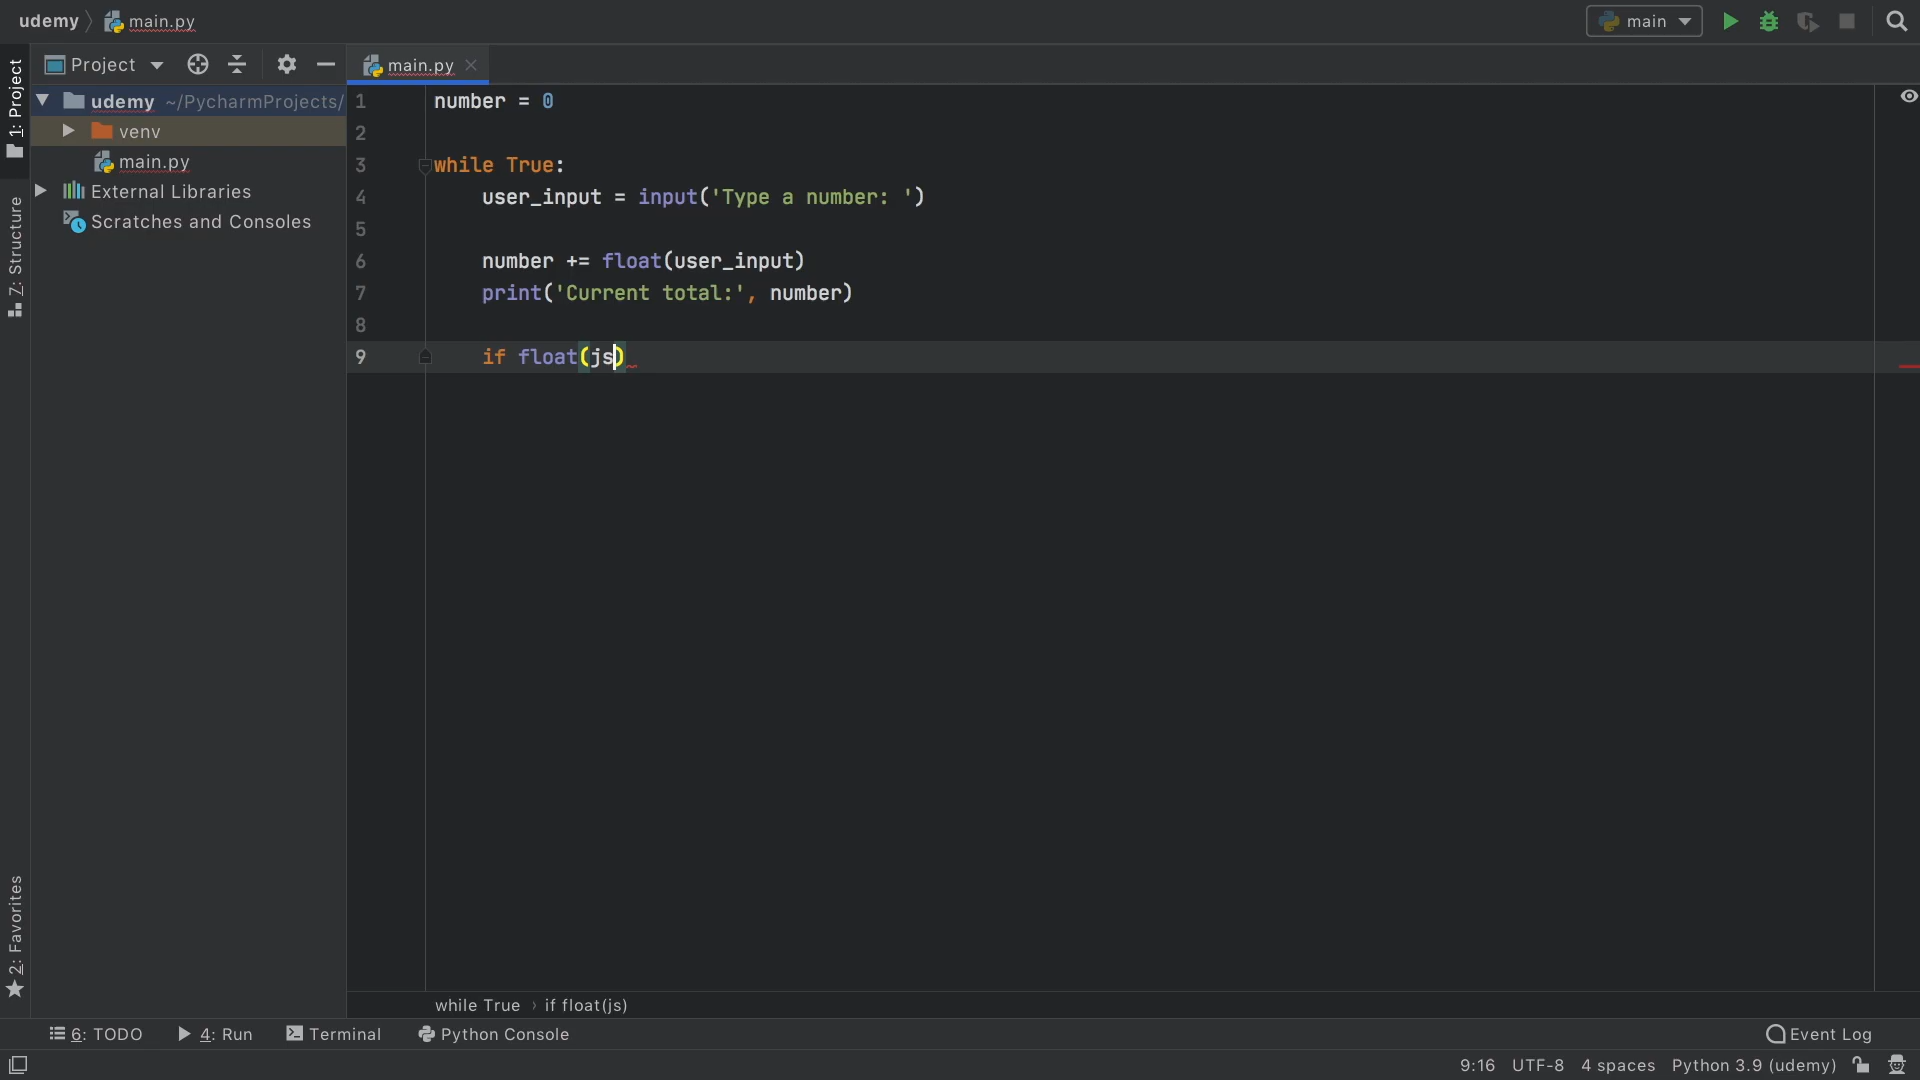 udemy main.py
main
1: Project
Project
main.py
udemy ~/PycharmProjects/
venv
main.py
External Libraries
Scratches and Consoles
Z: Structure
2: Favorites
1 number = 0
2
3 while True:
4 user_input = input('Type a number: ')
5
6 number += float(user_input)
7 print('Current total:', number)
8
9 if float(js)
while True › if float(js)
6: TODO
4: Run
Terminal
Python Console
Event Log
9:16 UTF-8 4 spaces Python 3.9 (udemy)